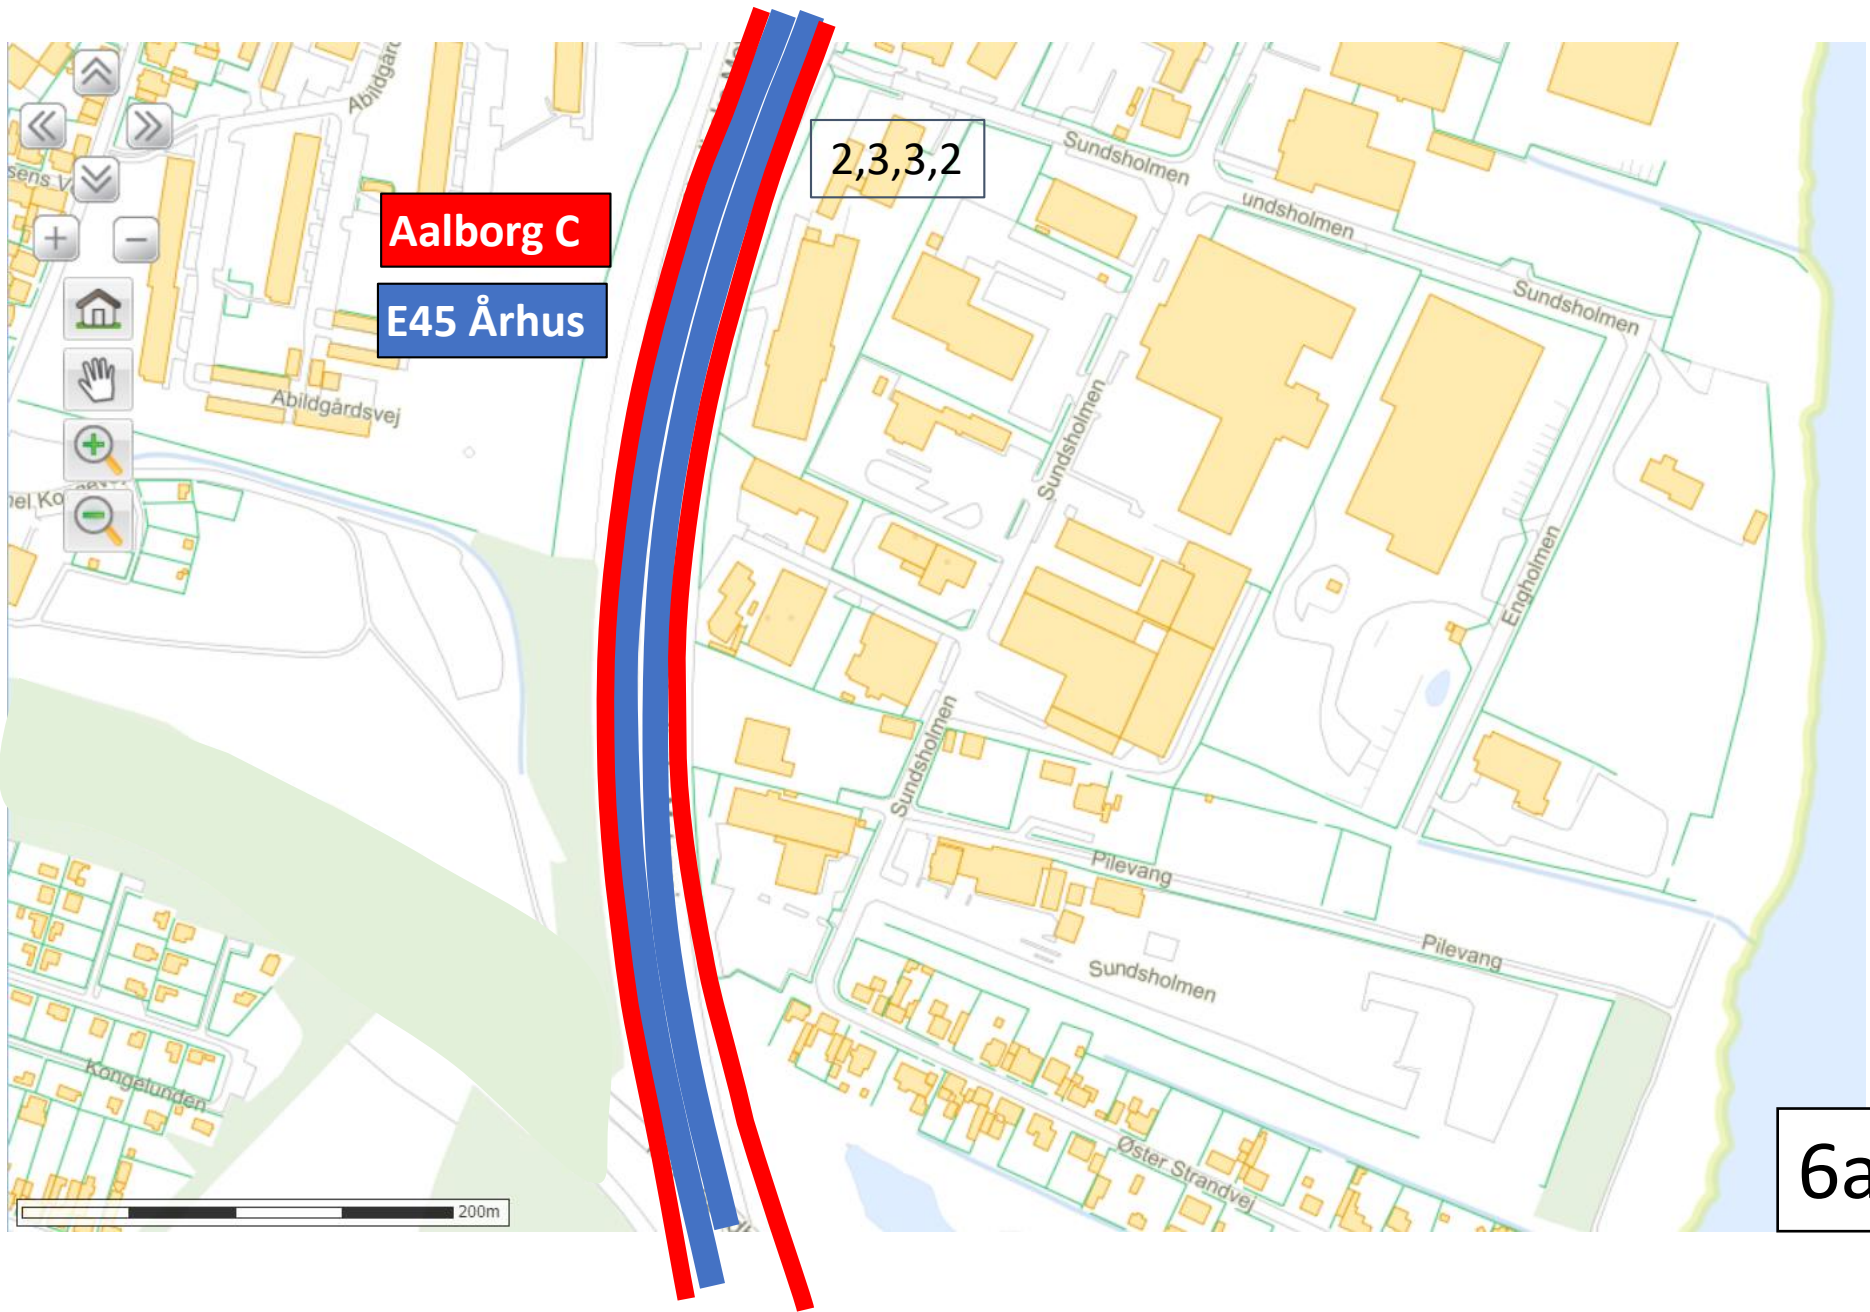 Abildgård
Sundsholmen
2,3,3,2
undsholmen
Aalborg C
E45 Århus
Sundsholmen
Abildgårdsvej
Sundsholmen
Engholmen
Sundsholmen
Pilevang
Pilevang
Sundsholmen
Kongelunden
Øster Strandvej
6a
200m